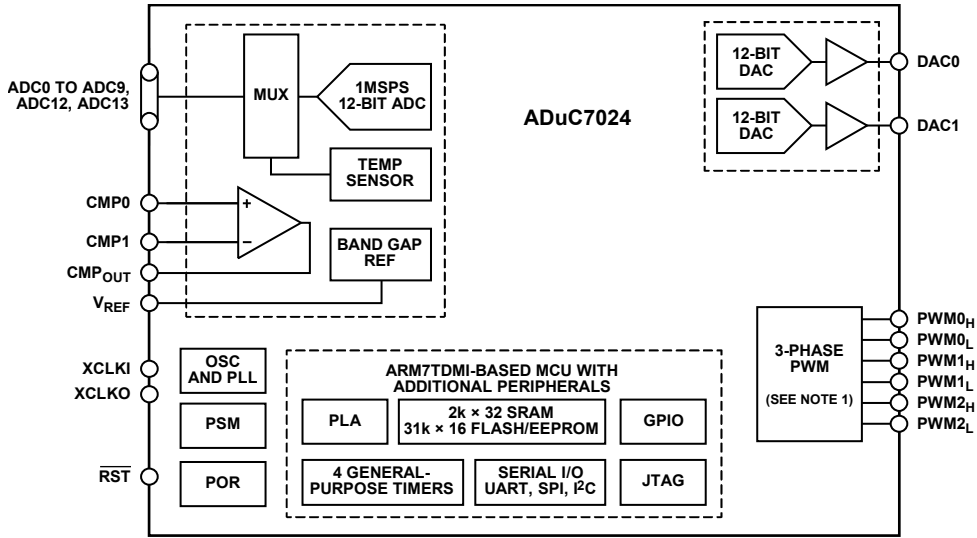 ADC0 TO ADC9,
ADC12, ADC13
MUX
1MSPS
12-BIT ADC
TEMP
SENSOR
CMP0
CMP1
CMPOUT
VREF
+
–
BAND GAP
REF
ADuC7024
12-BIT
DAC
12-BIT
DAC
DAC0
DAC1
XCLKI
XCLKO
RST
OSC
AND PLL
PSM
POR
ARM7TDMI-BASED MCU WITH
ADDITIONAL PERIPHERALS
PLA
2k × 32 SRAM
31k × 16 FLASH/EEPROM
GPIO
4 GENERAL-
PURPOSE TIMERS
SERIAL I/O
UART, SPI, I2C
JTAG
3-PHASE
PWM
(SEE NOTE 1)
PWM0H
PWM0L
PWM1H
PWM1L
PWM2H
PWM2L